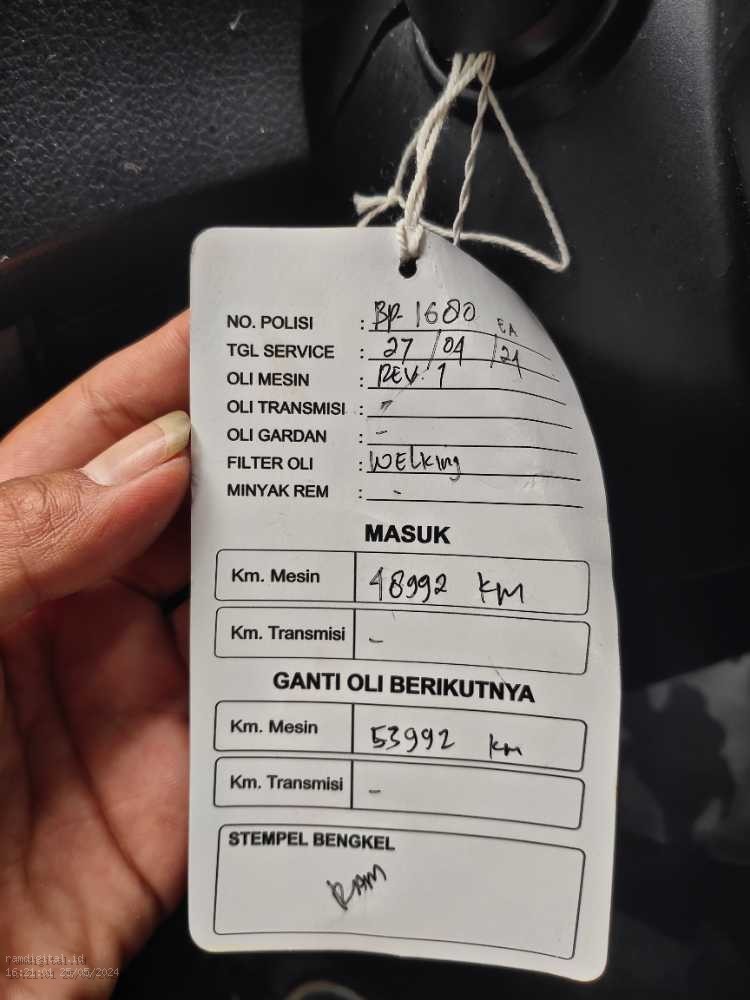 NO. POLISI : BP- 1680 EA
TGL SERVICE : 27 / 04 / 24
OLI MESIN : REV. 1
OLI TRANSMISI : -
OLI GARDAN : -
FILTER OLI : WELKing
MINYAK REM : -
MASUK
Km. Mesin 48992 KM
Km. Transmisi -
GANTI OLI BERIKUTNYA
Km. Mesin 53992 km
Km. Transmisi -
STEMPEL BENGKEL
RAM
ramdigital.id
16:21:01 25/05/2024